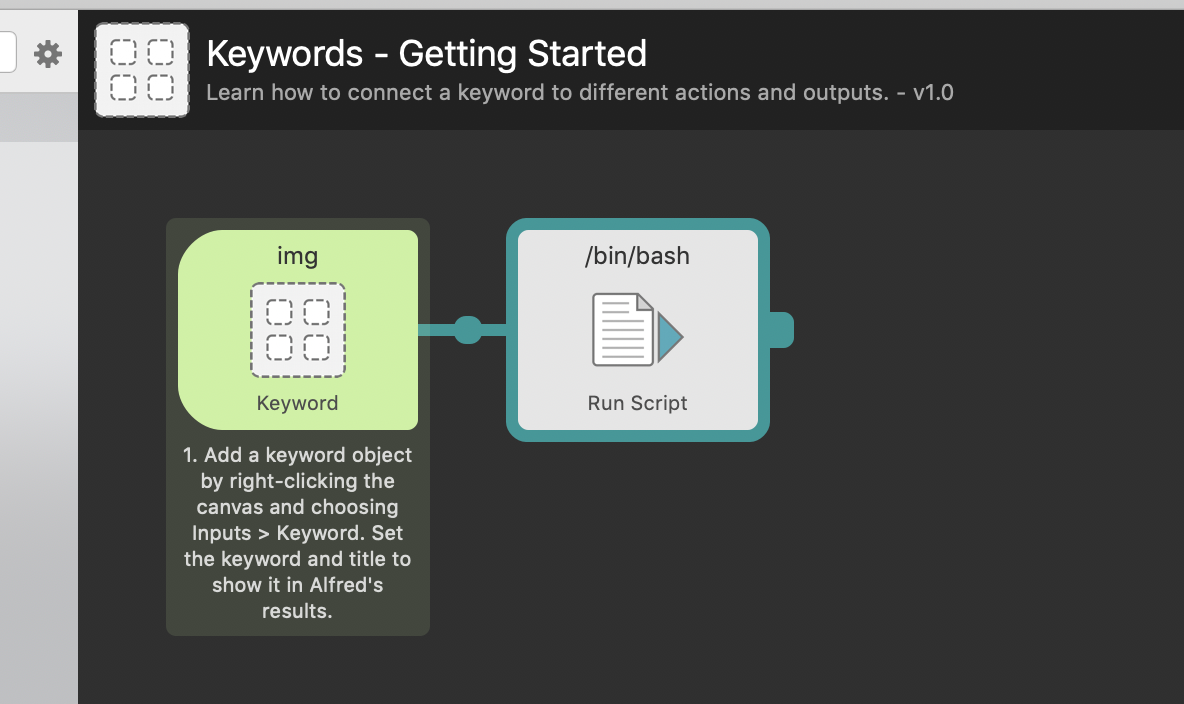 Keywords - Getting Started
Learn how to connect a keyword to different actions and outputs. - v1.0
img
Keyword
1. Add a keyword object
by right-clicking the
canvas and choosing
Inputs > Keyword. Set
the keyword and title to
show it in Alfred's
results.
/bin/bash
Run Script